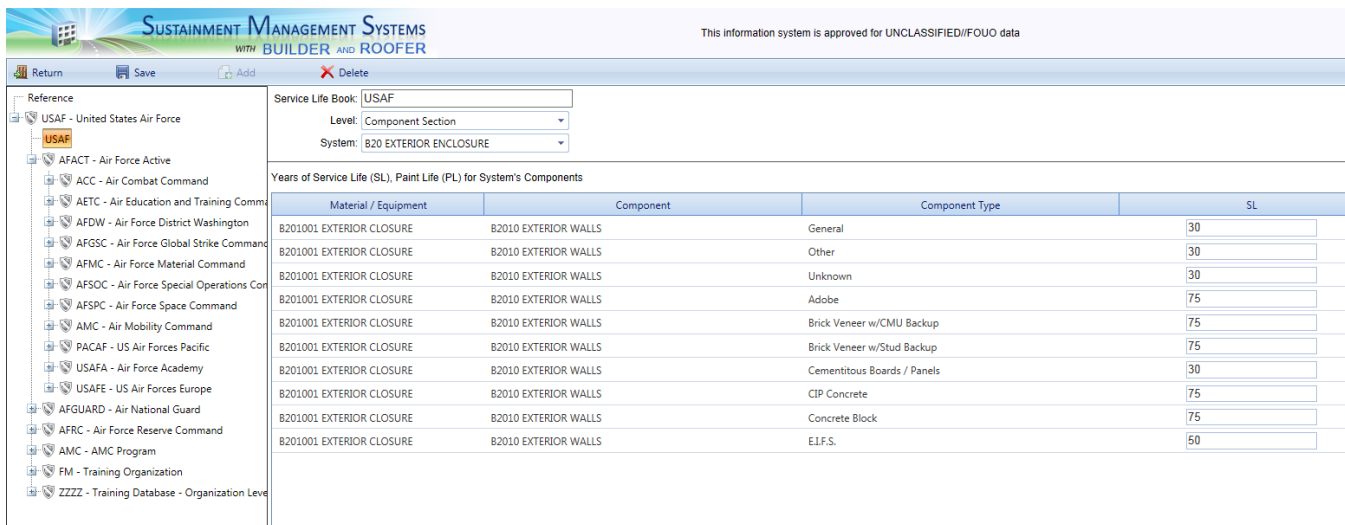 SUSTAINMENT MANAGEMENT SYSTEMS
WITH BUILDER AND ROOFER
This information system is approved for UNCLASSIFIED//FOUO data
Return Save Add Delete
Reference
USAF - United States Air Force
USAF
AFACT - Air Force Active
ACC - Air Combat Command
AETC - Air Education and Training Comma
AFDW - Air Force District Washington
AFGSC - Air Force Global Strike Command
AFMC - Air Force Material Command
AFSOC - Air Force Special Operations Con
AFSPC - Air Force Space Command
AMC - Air Mobility Command
PACAF - US Air Forces Pacific
USAFA - Air Force Academy
USAFE - US Air Forces Europe
AFGUARD - Air National Guard
AFRC - Air Force Reserve Command
AMC - AMC Program
FM - Training Organization
ZZZZ - Training Database - Organization Leve
Service Life Book: USAF
Level: Component Section
System: B20 EXTERIOR ENCLOSURE
Years of Service Life (SL), Paint Life (PL) for System's Components
Material / Equipment Component Component Type SL
B201001 EXTERIOR CLOSURE B2010 EXTERIOR WALLS General 30
B201001 EXTERIOR CLOSURE B2010 EXTERIOR WALLS Other 30
B201001 EXTERIOR CLOSURE B2010 EXTERIOR WALLS Unknown 30
B201001 EXTERIOR CLOSURE B2010 EXTERIOR WALLS Adobe 75
B201001 EXTERIOR CLOSURE B2010 EXTERIOR WALLS Brick Veneer w/CMU Backup 75
B201001 EXTERIOR CLOSURE B2010 EXTERIOR WALLS Brick Veneer w/Stud Backup 75
B201001 EXTERIOR CLOSURE B2010 EXTERIOR WALLS Cementitous Boards / Panels 30
B201001 EXTERIOR CLOSURE B2010 EXTERIOR WALLS CIP Concrete 75
B201001 EXTERIOR CLOSURE B2010 EXTERIOR WALLS Concrete Block 75
B201001 EXTERIOR CLOSURE B2010 EXTERIOR WALLS E.I.F.S. 50